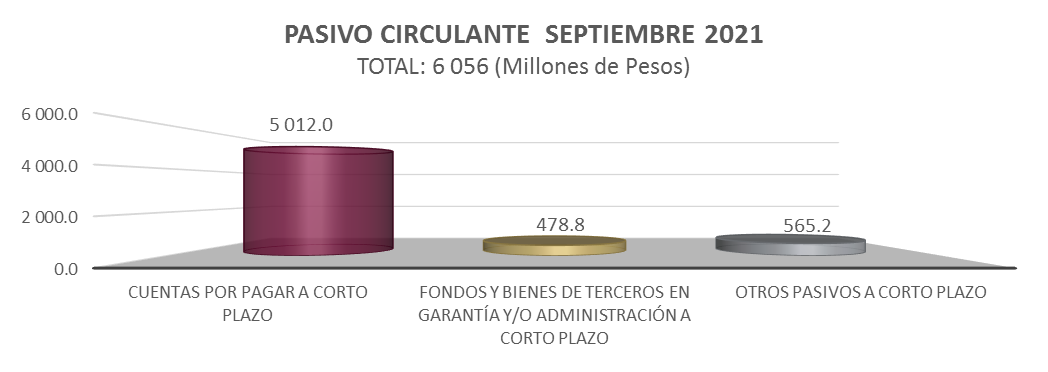 PASIVO CIRCULANTE  SEPTIEMBRE 2021
TOTAL: 6 056 (Millones de Pesos)
6 000.0
4 000.0
2 000.0
0.0
5 012.0
478.8
565.2
CUENTAS POR PAGAR A CORTO
PLAZO
FONDOS Y BIENES DE TERCEROS EN
GARANTÍA Y/O ADMINISTRACIÓN A
CORTO PLAZO
OTROS PASIVOS A CORTO PLAZO